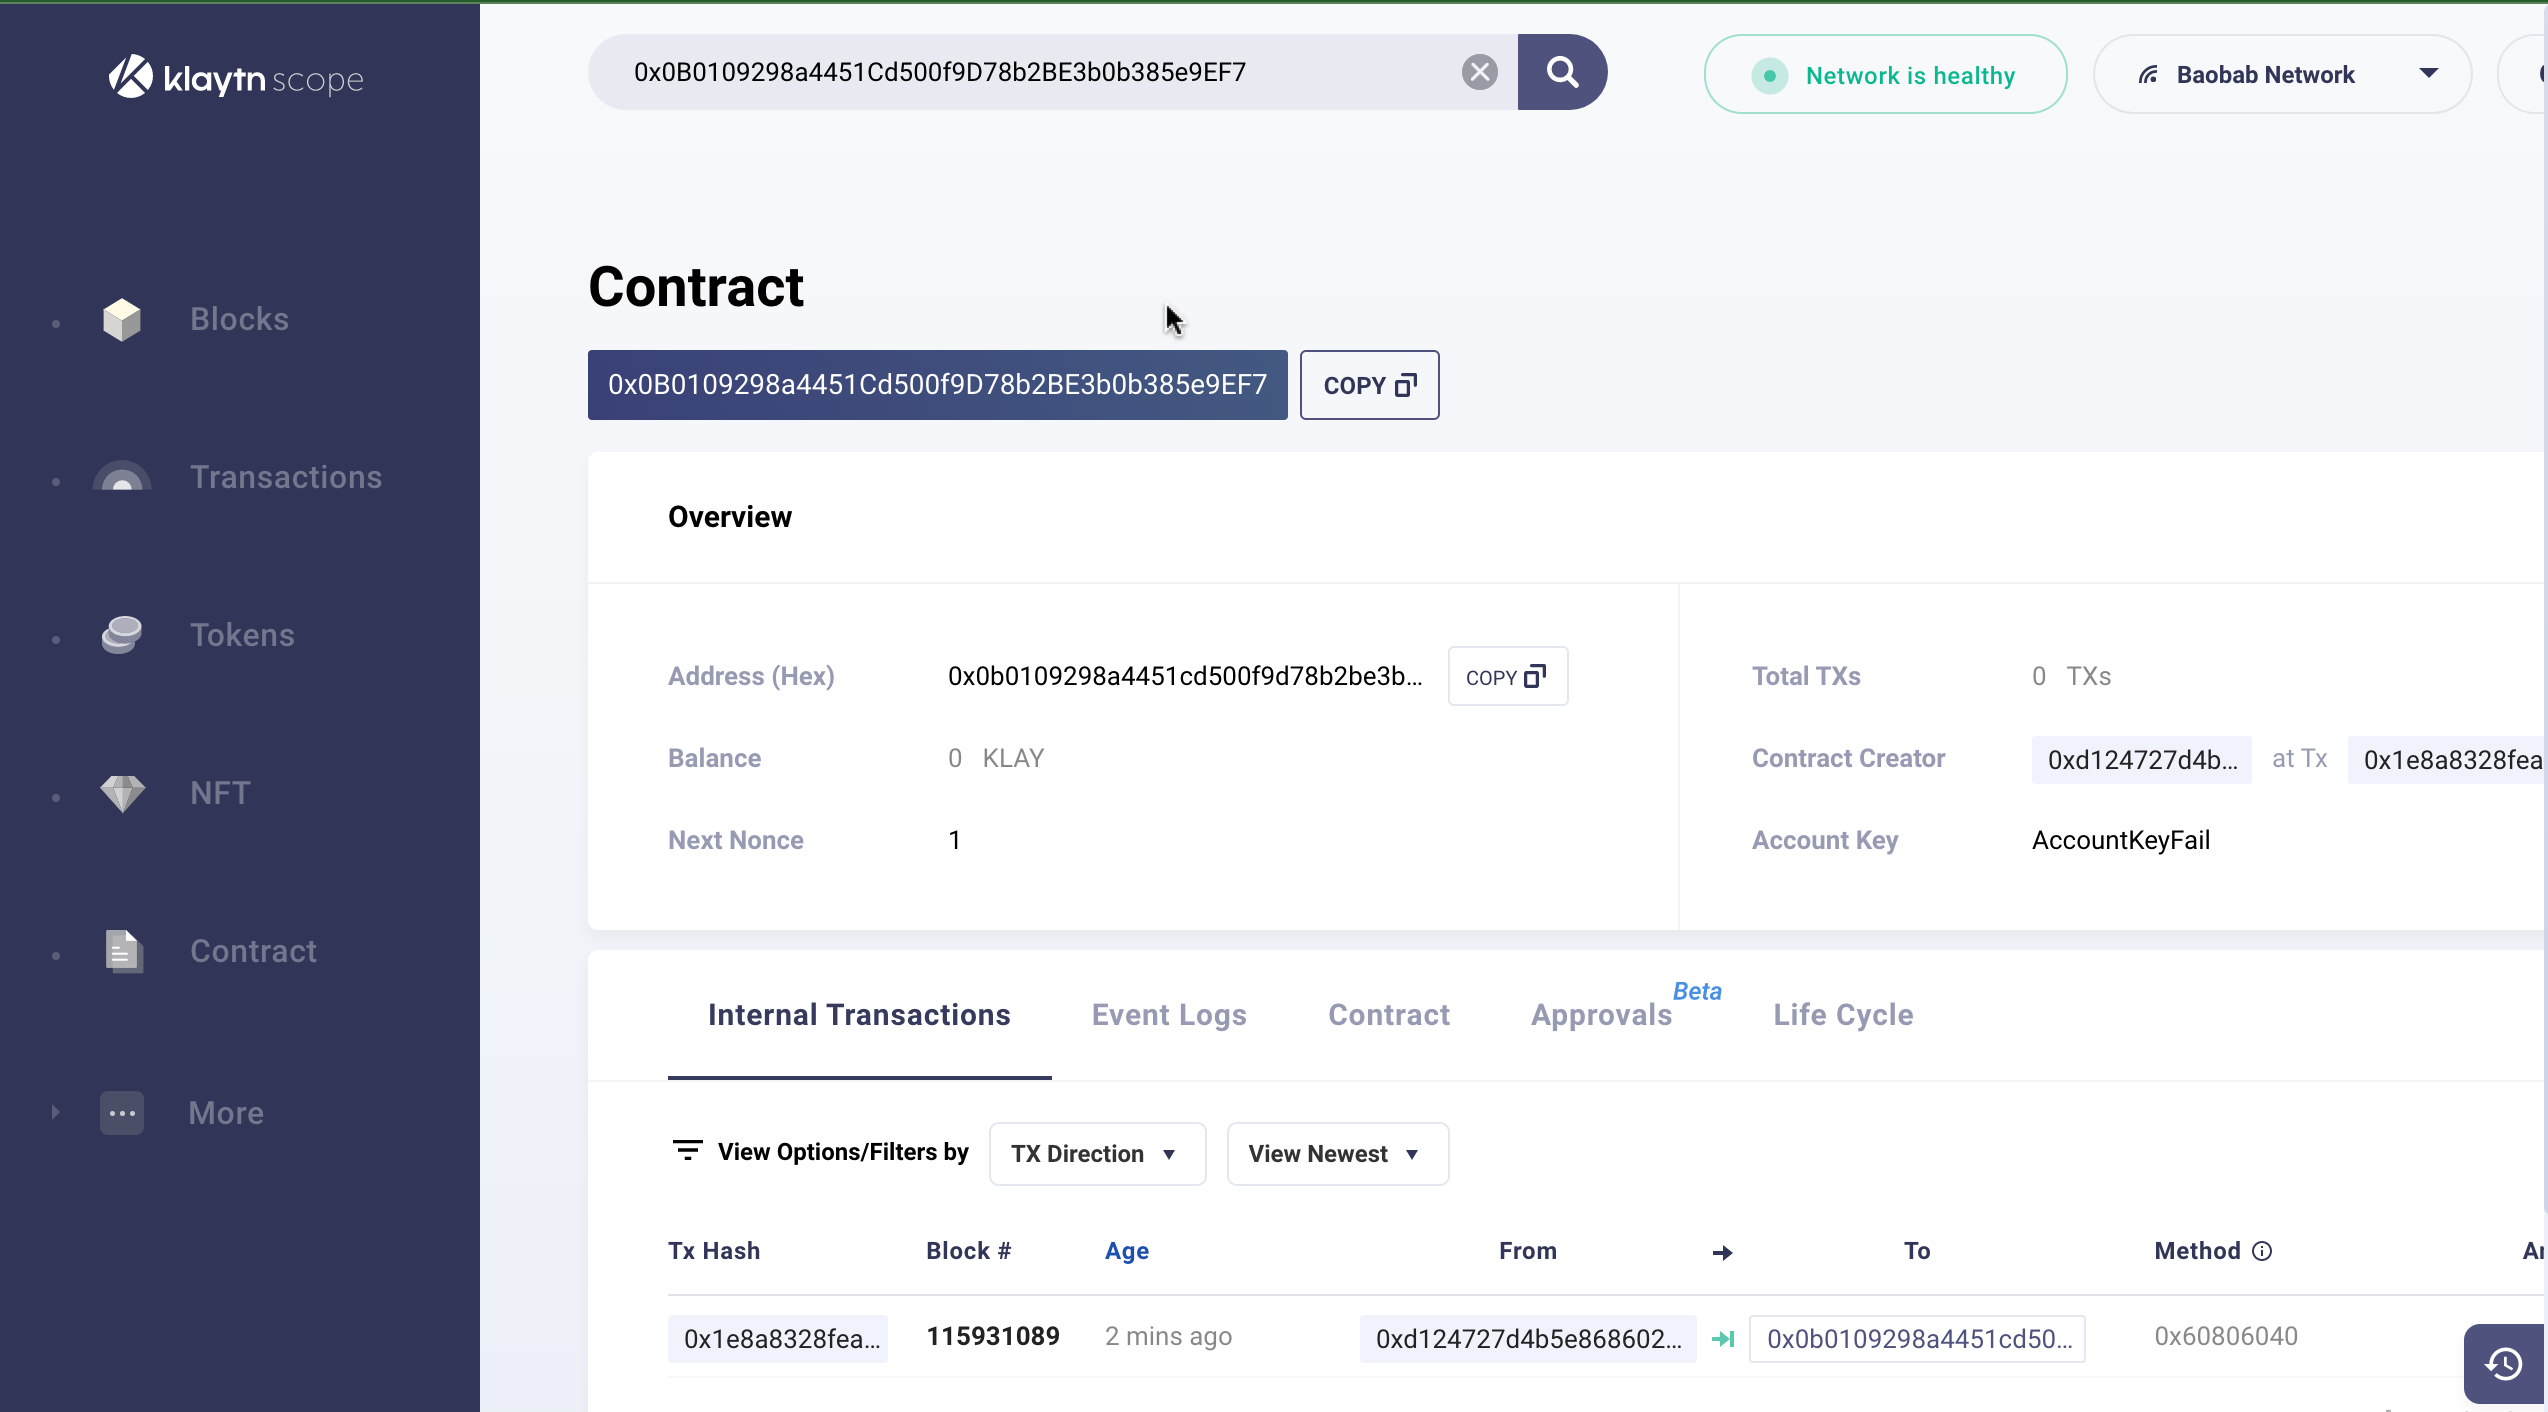 klaytn scope
0x0B0109298a4451Cd500f9D78b2BE3b0b385e9EF7
Network is healthy
Baobab Network
Blocks
Transactions
Tokens
NFT
Contract
More
Contract
0x0B0109298a4451Cd500f9D78b2BE3b0b385e9EF7 COPY
Overview
Address (Hex) 0x0b0109298a4451cd500f9d78b2be3b... COPY
Balance 0 KLAY
Next Nonce 1
Total TXs 0 TXs
Contract Creator 0xd124727d4b... at Tx 0x1e8a8328fea
Account Key AccountKeyFail
Internal Transactions Event Logs Contract Approvals Beta Life Cycle
View Options/Filters by TX Direction View Newest
Tx Hash Block # Age From To Method
0x1e8a8328fea... 115931089 2 mins ago 0xd124727d4b5e868602... 0x0b0109298a4451cd50... 0x60806040